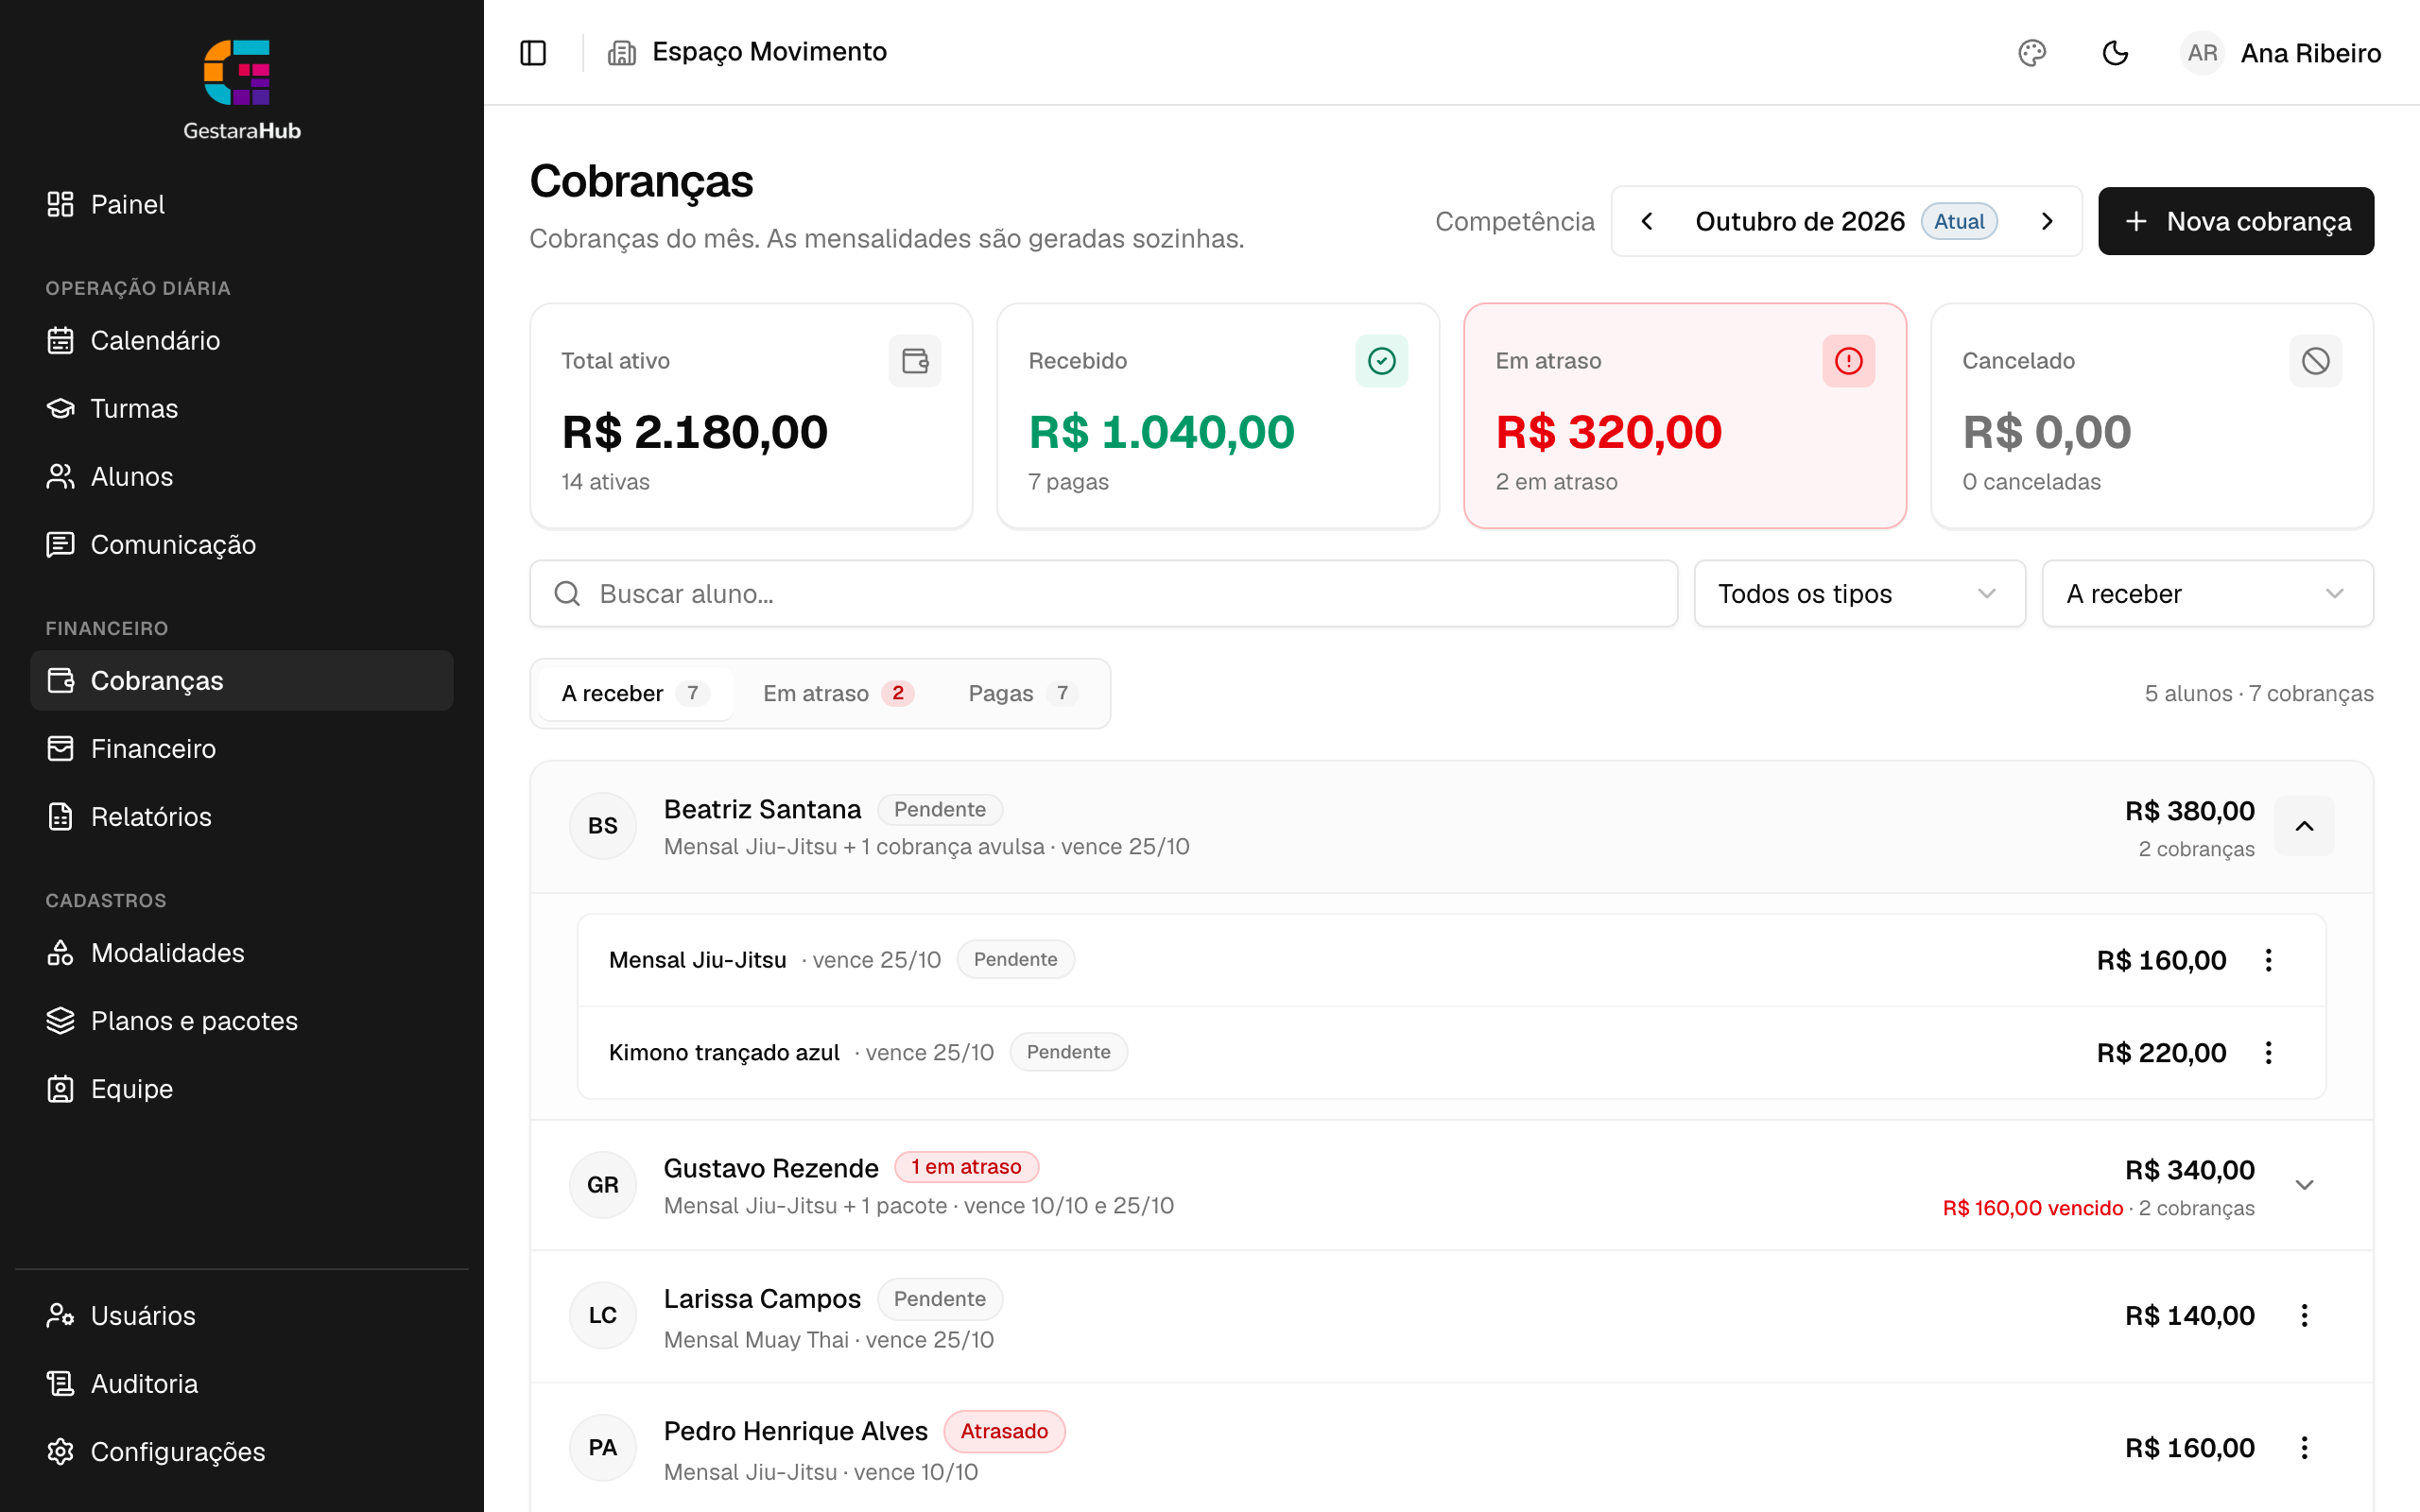 GestaraHub
Painel
OPERAÇÃO DIÁRIA
Calendário
Turmas
Alunos
Comunicação
FINANCEIRO
Cobranças
Financeiro
Relatórios
CADASTROS
Modalidades
Planos e pacotes
Equipe
Usuários
Auditoria
Configurações
Espaço Movimento
AR Ana Ribeiro
Cobranças
Cobranças do mês. As mensalidades são geradas sozinhas.
Competência Outubro de 2026 Atual + Nova cobrança
Total ativo
R$ 2.180,00
14 ativas
Recebido
R$ 1.040,00
7 pagas
Em atraso
R$ 320,00
2 em atraso
Cancelado
R$ 0,00
0 canceladas
Buscar aluno... Todos os tipos A receber
A receber 7 Em atraso 2 Pagas 7 5 alunos · 7 cobranças
BS
Beatriz Santana Pendente
Mensal Jiu-Jitsu + 1 cobrança avulsa · vence 25/10
R$ 380,00
2 cobranças
Mensal Jiu-Jitsu · vence 25/10 Pendente R$ 160,00
Kimono trançado azul · vence 25/10 Pendente R$ 220,00
GR
Gustavo Rezende 1 em atraso
Mensal Jiu-Jitsu + 1 pacote · vence 10/10 e 25/10
R$ 340,00
R$ 160,00 vencido · 2 cobranças
LC
Larissa Campos Pendente
Mensal Muay Thai · vence 25/10
R$ 140,00
PA
Pedro Henrique Alves Atrasado
Mensal Jiu-Jitsu · vence 10/10
R$ 160,00